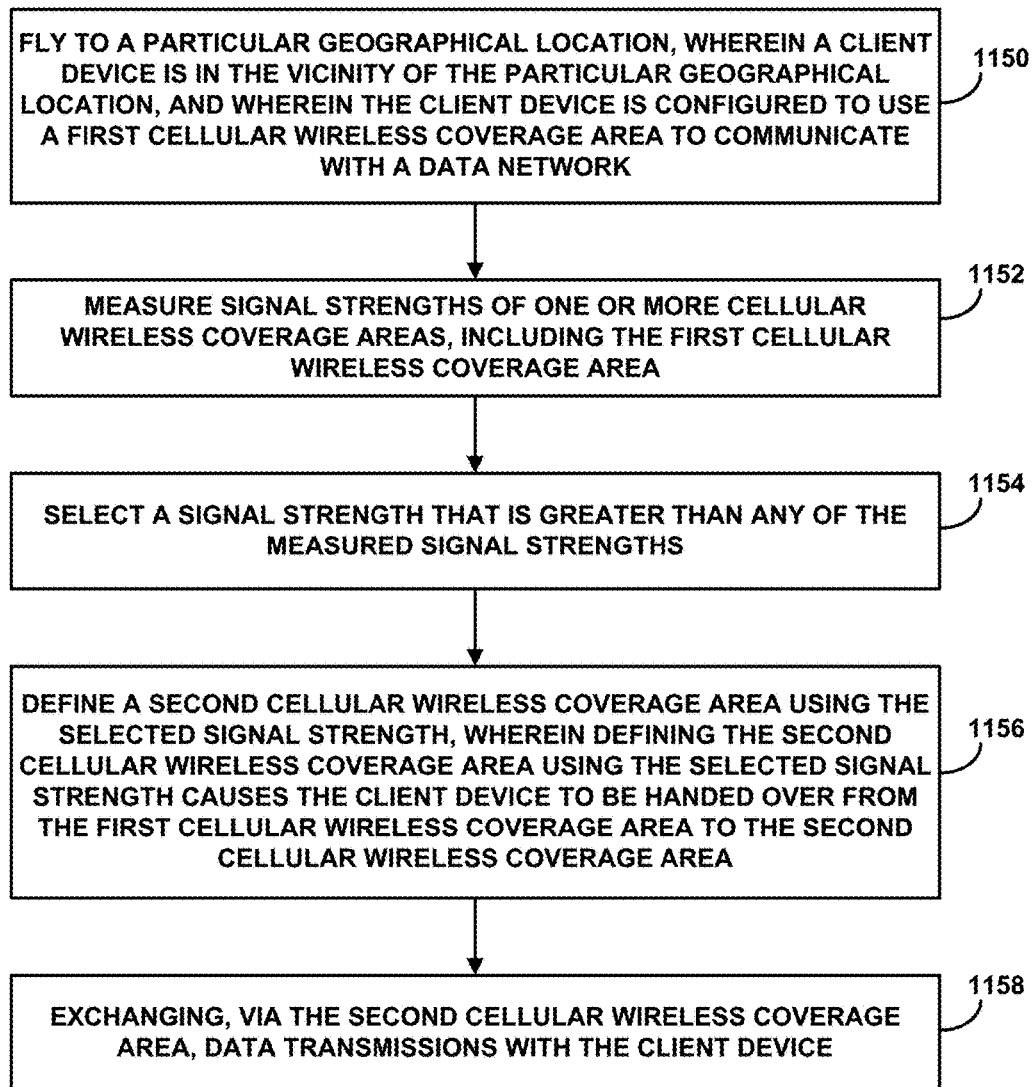 FLY TO A PARTICULAR GEOGRAPHICAL LOCATION, WHEREIN A CLIENT
DEVICE IS IN THE VICINITY OF THE PARTICULAR GEOGRAPHICAL
LOCATION, AND WHEREIN THE CLIENT DEVICE IS CONFIGURED TO USE
A FIRST CELLULAR WIRELESS COVERAGE AREA TO COMMUNICATE
WITH A DATA NETWORK
1150
MEASURE SIGNAL STRENGTHS OF ONE OR MORE CELLULAR
WIRELESS COVERAGE AREAS, INCLUDING THE FIRST CELLULAR
WIRELESS COVERAGE AREA
1152
SELECT A SIGNAL STRENGTH THAT IS GREATER THAN ANY OF THE
MEASURED SIGNAL STRENGTHS
1154
DEFINE A SECOND CELLULAR WIRELESS COVERAGE AREA USING THE
SELECTED SIGNAL STRENGTH, WHEREIN DEFINING THE SECOND
CELLULAR WIRELESS COVERAGE AREA USING THE SELECTED SIGNAL
STRENGTH CAUSES THE CLIENT DEVICE TO BE HANDED OVER FROM
THE FIRST CELLULAR WIRELESS COVERAGE AREA TO THE SECOND
CELLULAR WIRELESS COVERAGE AREA
1156
EXCHANGING, VIA THE SECOND CELLULAR WIRELESS COVERAGE
AREA, DATA TRANSMISSIONS WITH THE CLIENT DEVICE
1158